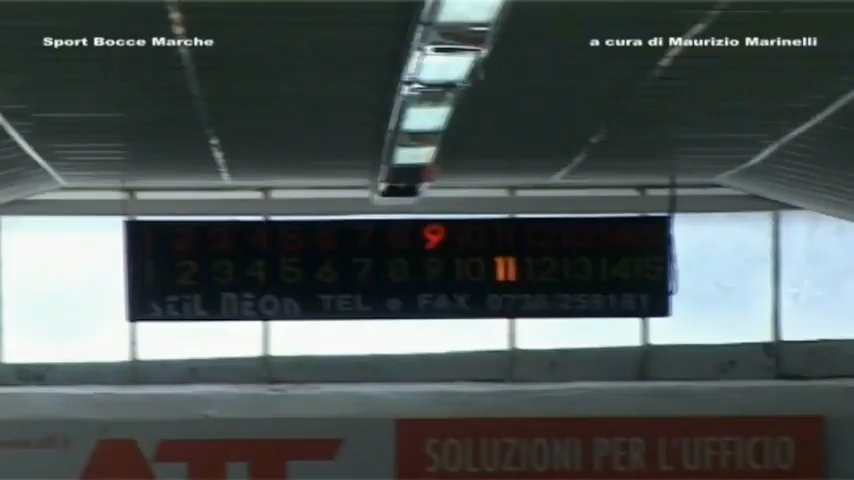 Sport Bocce Marche
a cura di Maurizio Marinelli
1 2 3 4 5 6 7 8 9 10 11 12 13 14 15
1 2 3 4 5 6 7 8 9 10 11 12 13 14 15
STIL NEON TEL e FAX 0736/259181
SOLUZIONI PER L'UFFICIO